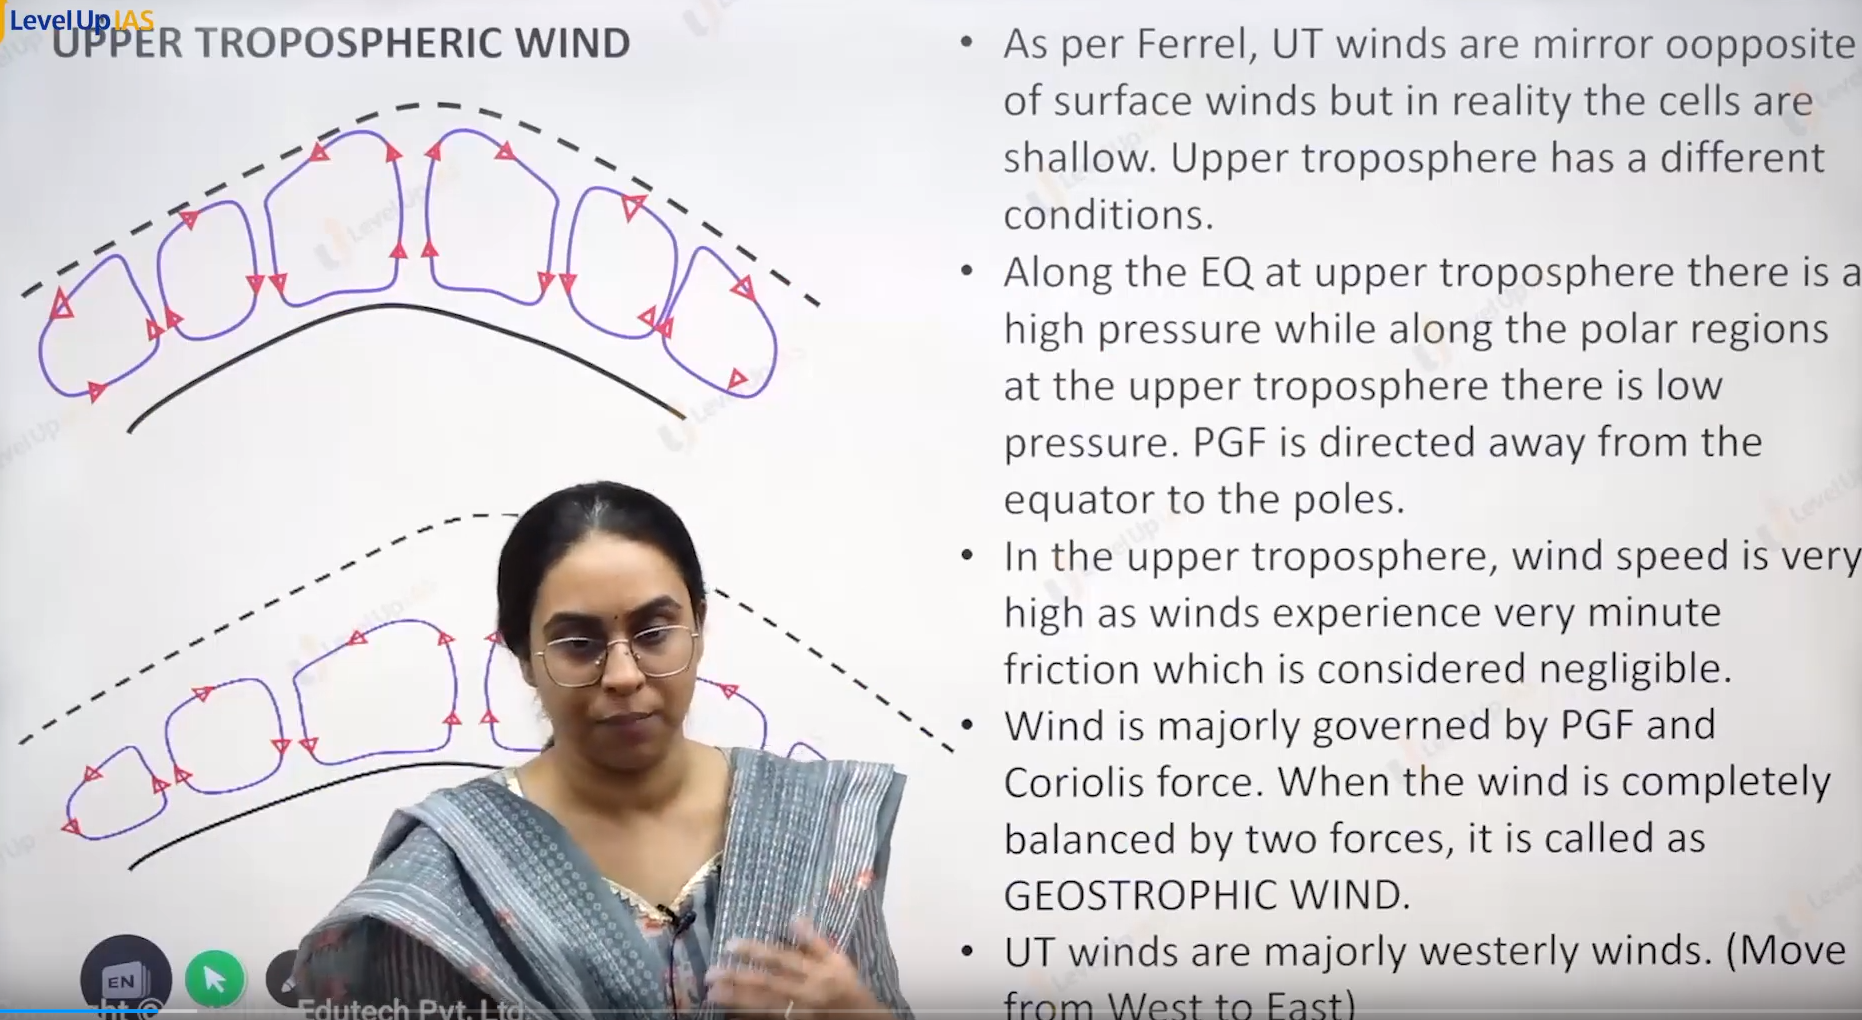 LevelUp IAS
UPPER TROPOSPHERIC WIND
• As per Ferrel, UT winds are mirror oopposite
of surface winds but in reality the cells are
shallow. Upper troposphere has a different
conditions.
• Along the EQ at upper troposphere there is a
high pressure while along the polar regions
at the upper troposphere there is low
pressure. PGF is directed away from the
equator to the poles.
• In the upper troposphere, wind speed is very
high as winds experience very minute
friction which is considered negligible.
• Wind is majorly governed by PGF and
Coriolis force. When the wind is completely
balanced by two forces, it is called as
GEOSTROPHIC WIND.
• UT winds are majorly westerly winds. (Move
from West to East)
EN
ht © Edutech Pvt. Ltd.